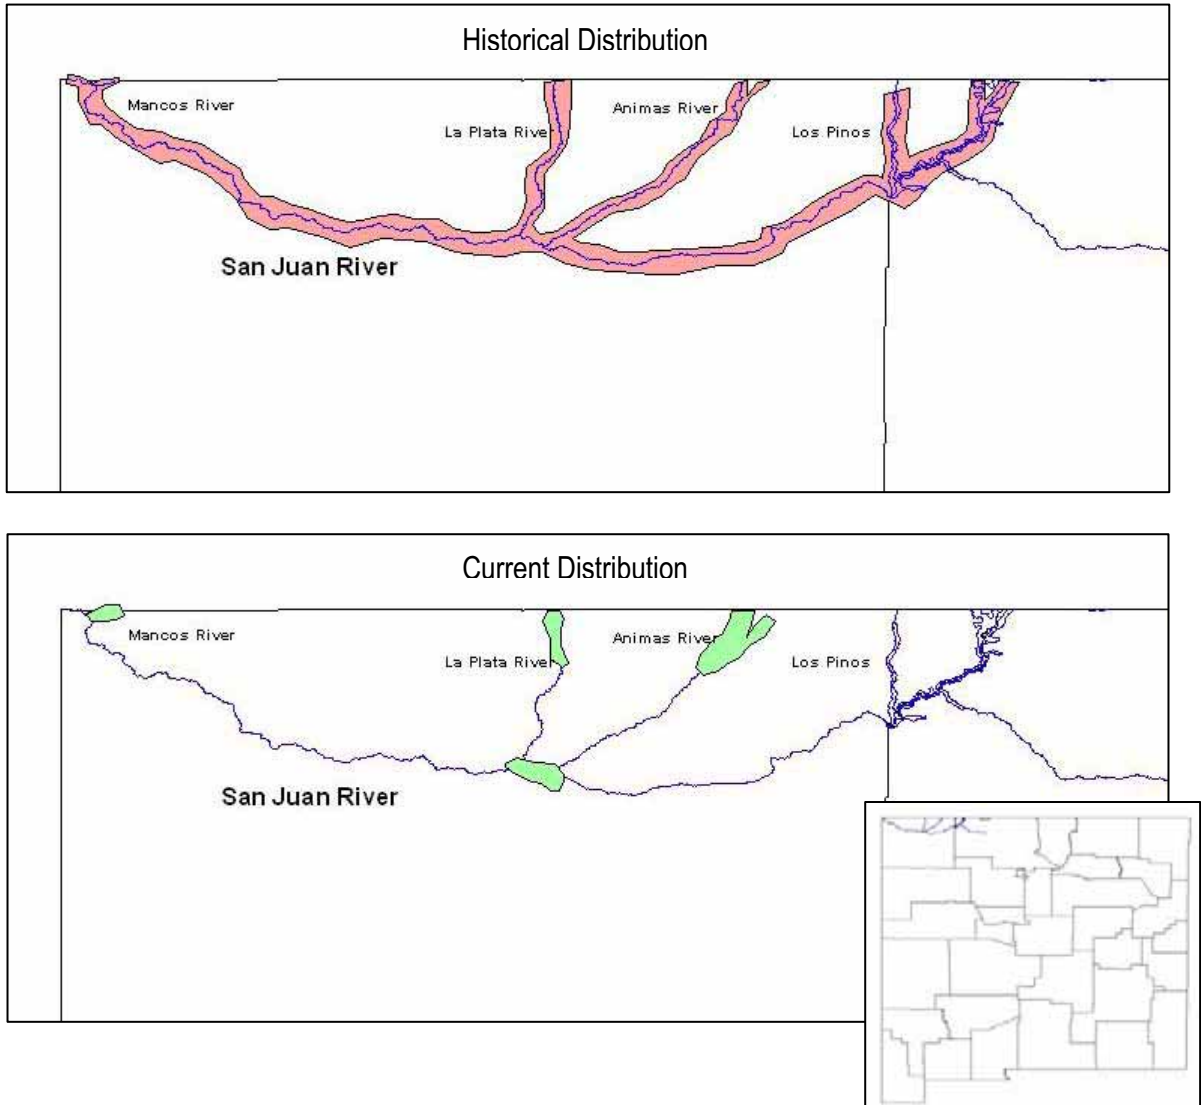 Historical Distribution
Mancos River
La Plata River
Animas River
Los Pinos
San Juan River
Current Distribution
Mancos River
La Plata River
Animas River
Los Pinos
San Juan River